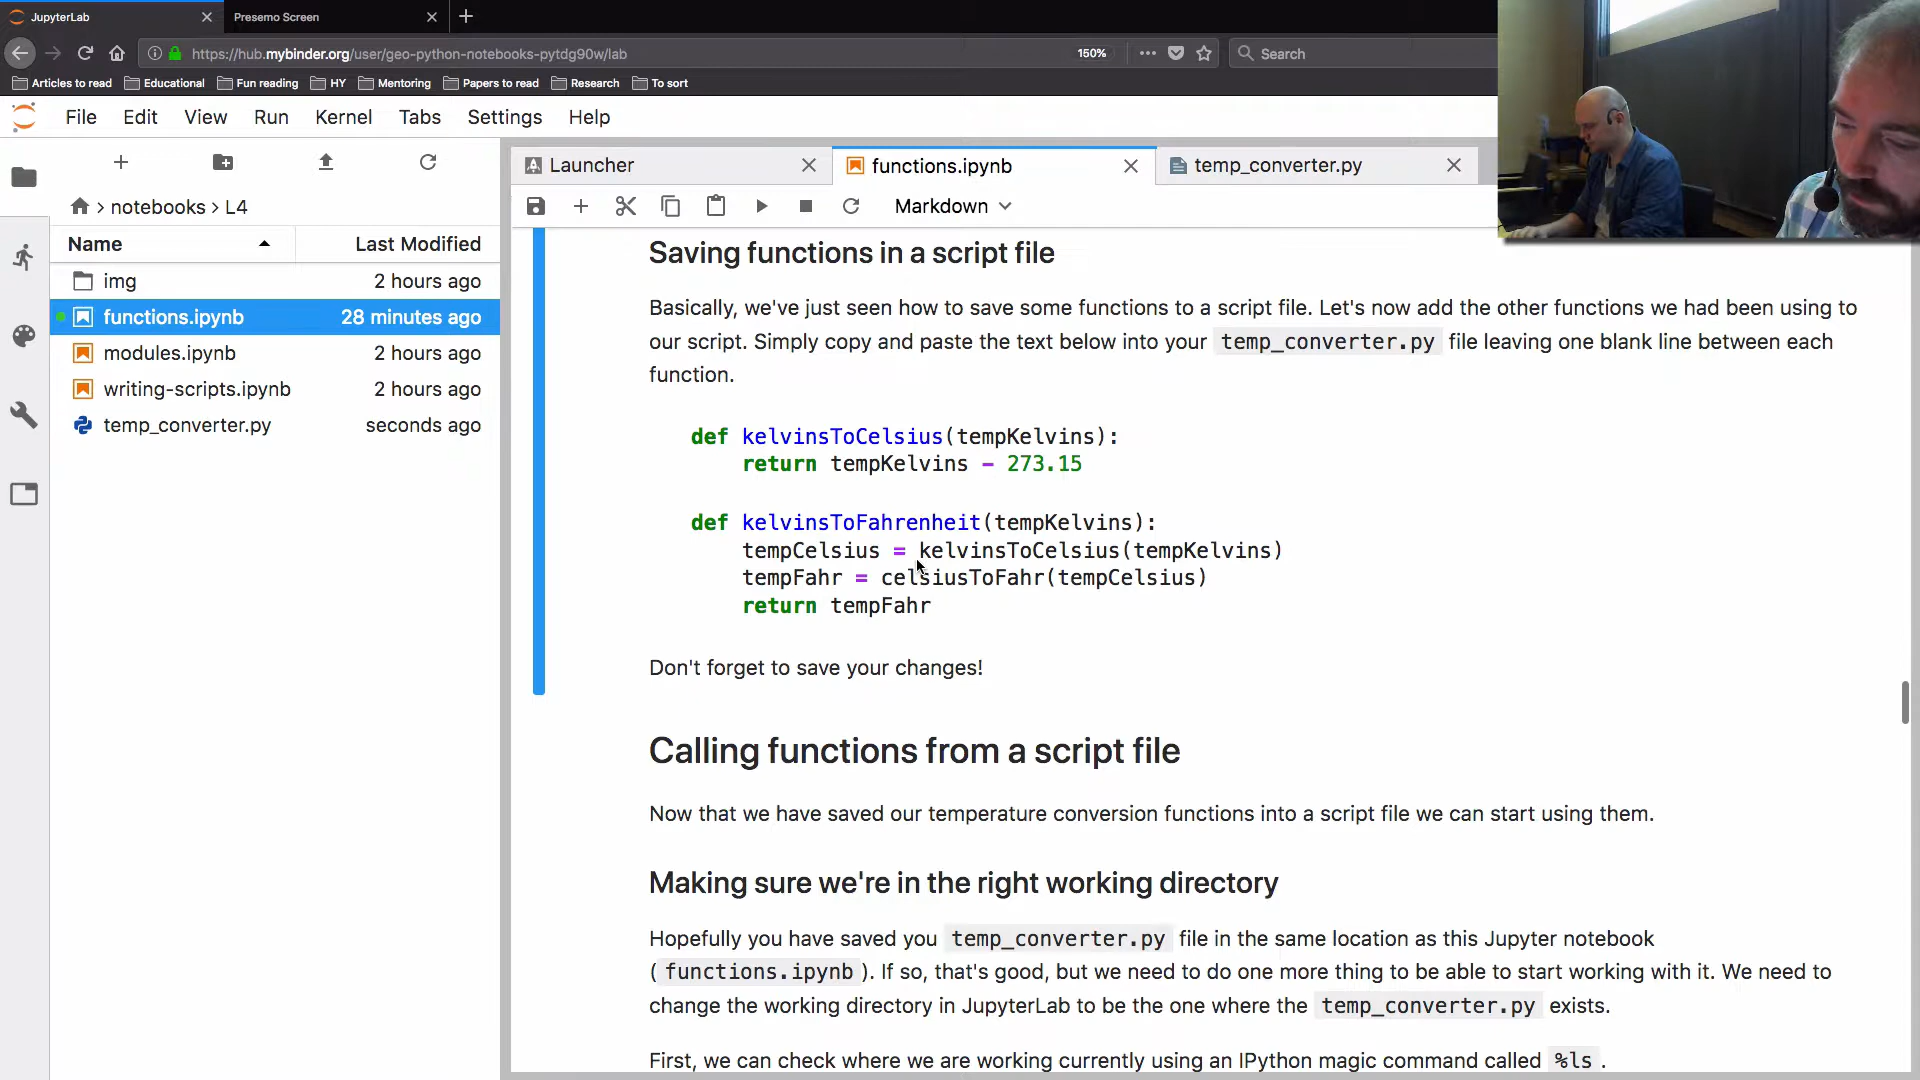 JupyterLab
Presemo Screen
https://hub.mybinder.org/user/geo-python-notebooks-pytdg90w/lab
150%
Search
Articles to read
Educational
Fun reading
HY
Mentoring
Papers to read
Research
To sort
File Edit View Run Kernel Tabs Settings Help
Launcher
functions.ipynb
temp_converter.py
Markdown
> notebooks > L4
Name
Last Modified
img 2 hours ago
functions.ipynb 28 minutes ago
modules.ipynb 2 hours ago
writing-scripts.ipynb 2 hours ago
temp_converter.py seconds ago
Saving functions in a script file
Basically, we've just seen how to save some functions to a script file. Let's now add the other functions we had been using to
our script. Simply copy and paste the text below into your temp_converter.py file leaving one blank line between each
function.
def kelvinsToCelsius(tempKelvins):
return tempKelvins - 273.15
def kelvinsToFahrenheit(tempKelvins):
tempCelsius = kelvinsToCelsius(tempKelvins)
tempFahr = celsiusToFahr(tempCelsius)
return tempFahr
Don't forget to save your changes!
Calling functions from a script file
Now that we have saved our temperature conversion functions into a script file we can start using them.
Making sure we're in the right working directory
Hopefully you have saved you temp_converter.py file in the same location as this Jupyter notebook
( functions.ipynb ). If so, that's good, but we need to do one more thing to be able to start working with it. We need to
change the working directory in JupyterLab to be the one where the temp_converter.py exists.
First, we can check where we are working currently using an IPython magic command called %ls .